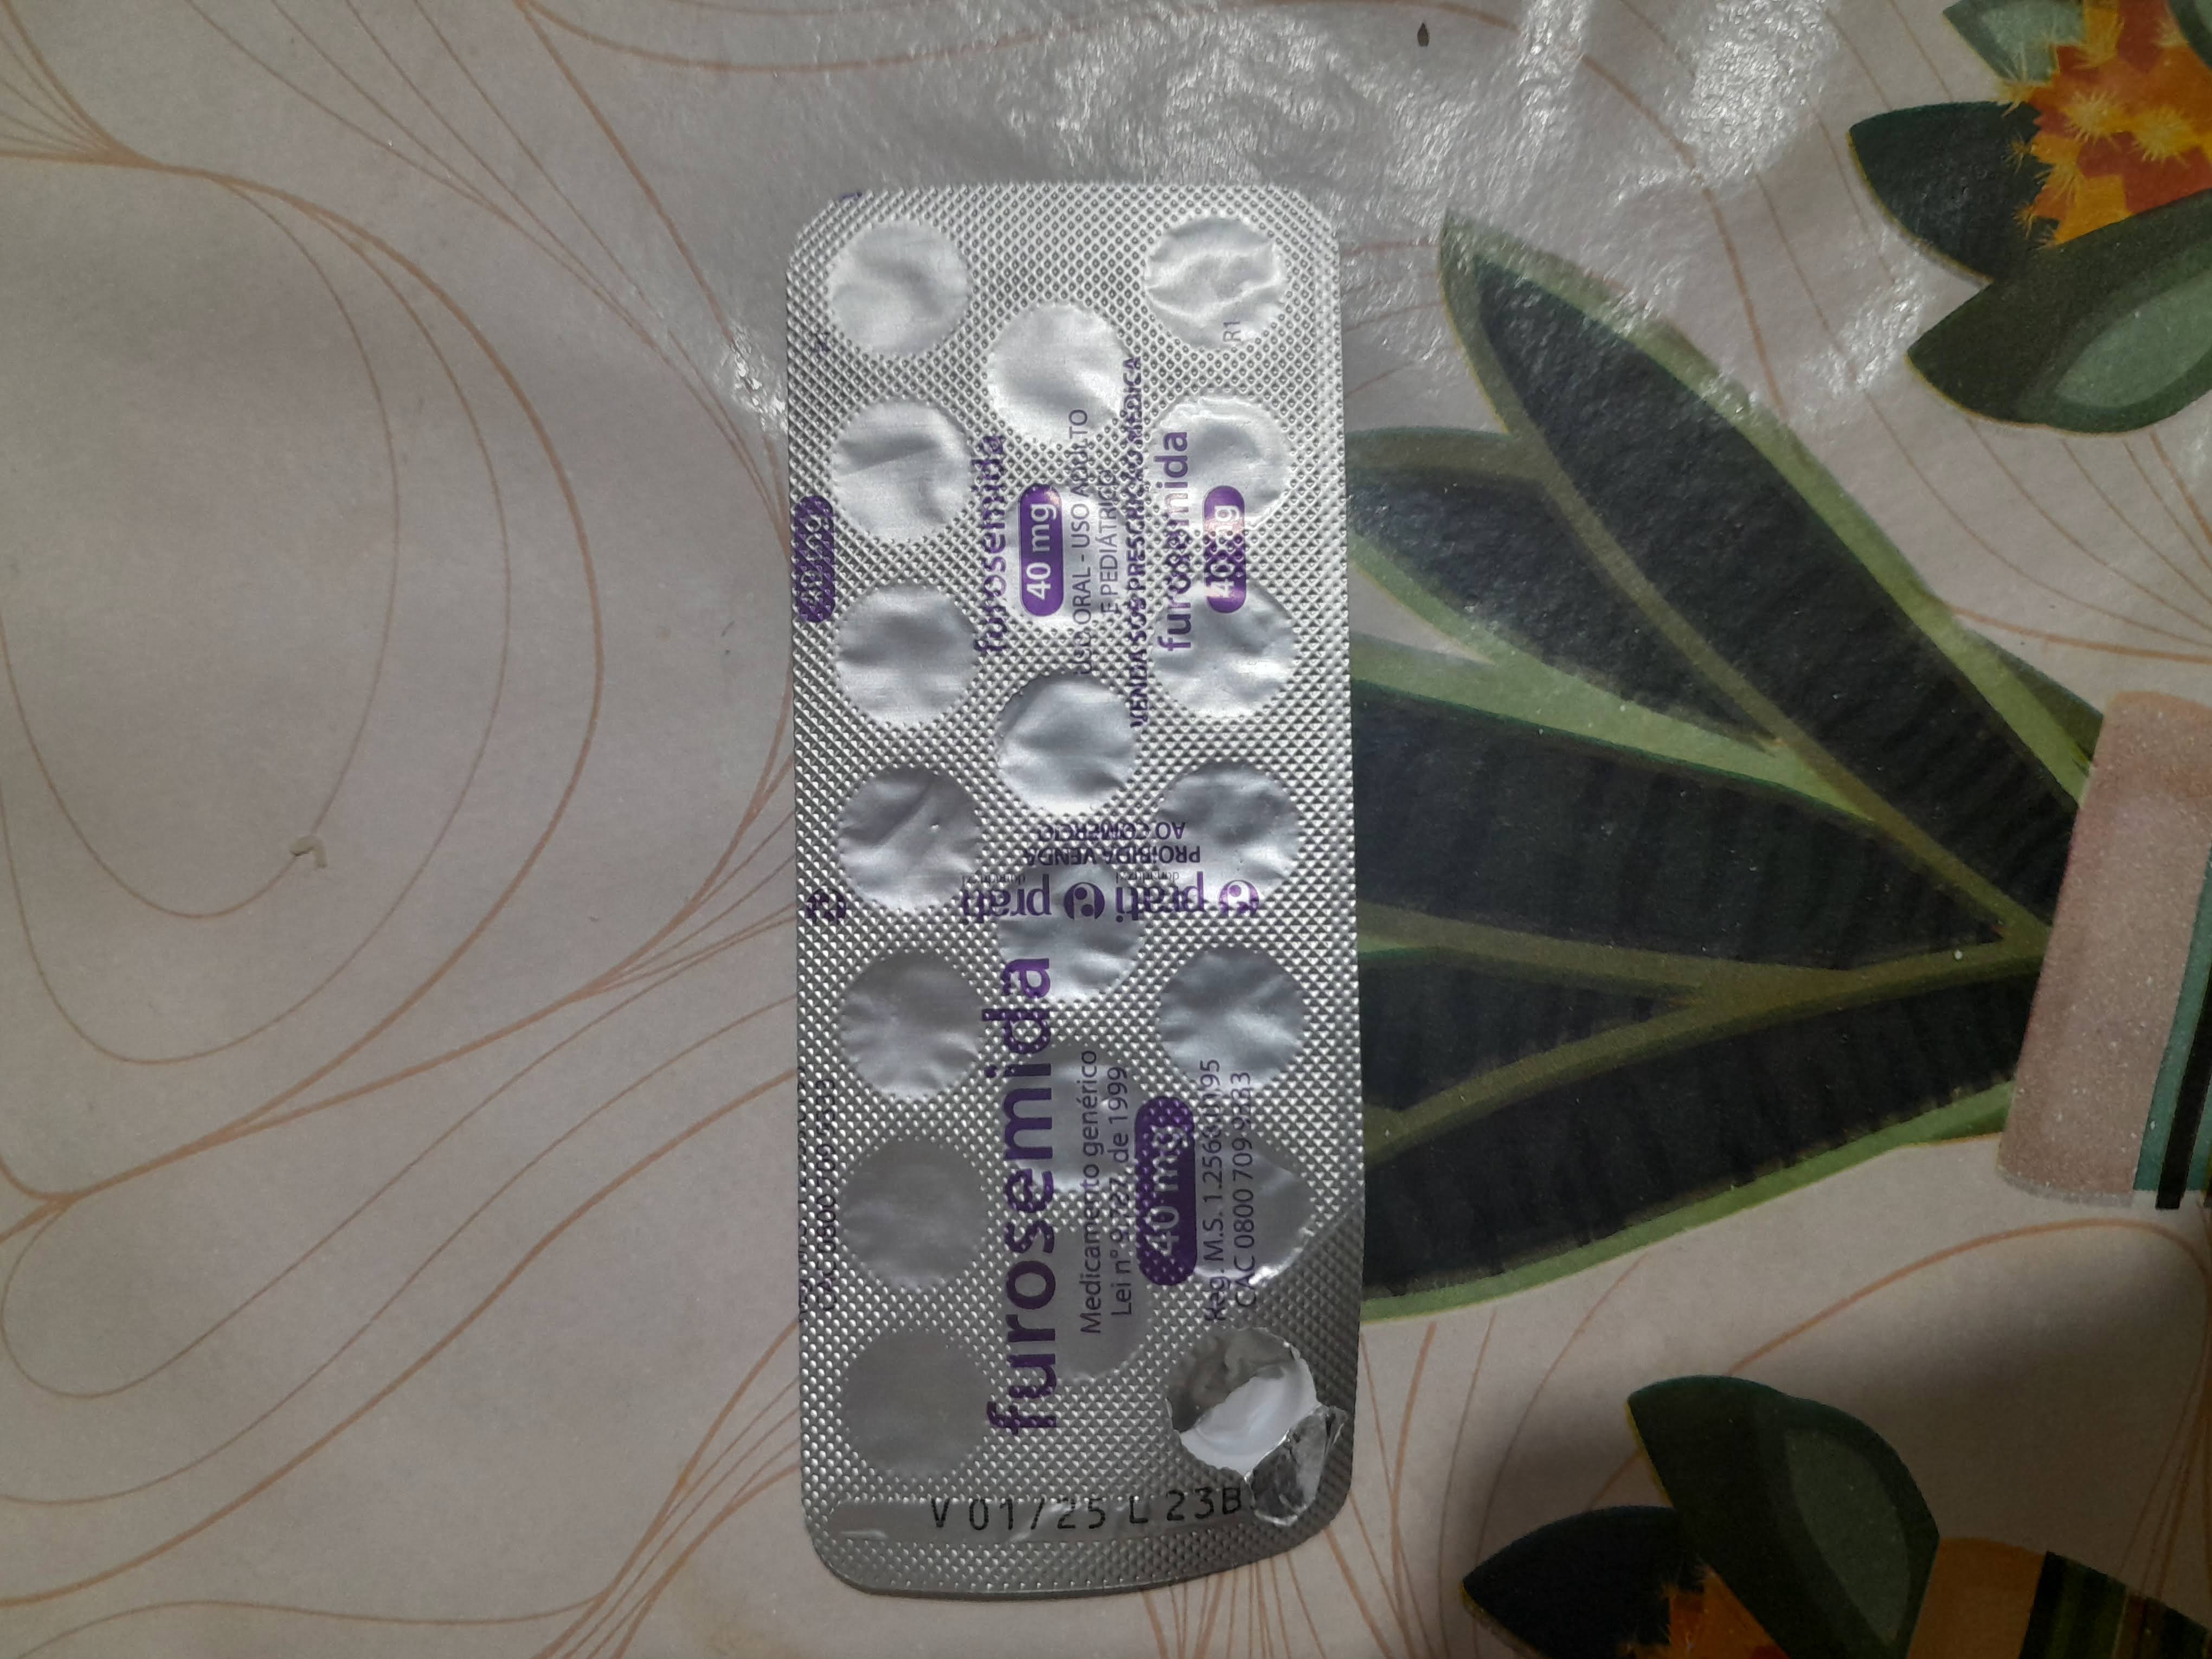 CAC 0800 709 9333
40 mg
V 01/25 L 23B
furosemida
Medicamento genérico
Lei nº 9.787, de 1999
40 mg
Reg. M.S. 1.2568.0195
CAC 0800 709 9333
prati
prati
PROIBIDA VENDA
AO COMÉRCIO
furosemida
40 mg
USO ORAL - USO ADULTO
E PEDIÁTRICO
VENDA SOB PRESCRIÇÃO MÉDICA
furosemida
40 mg
R1